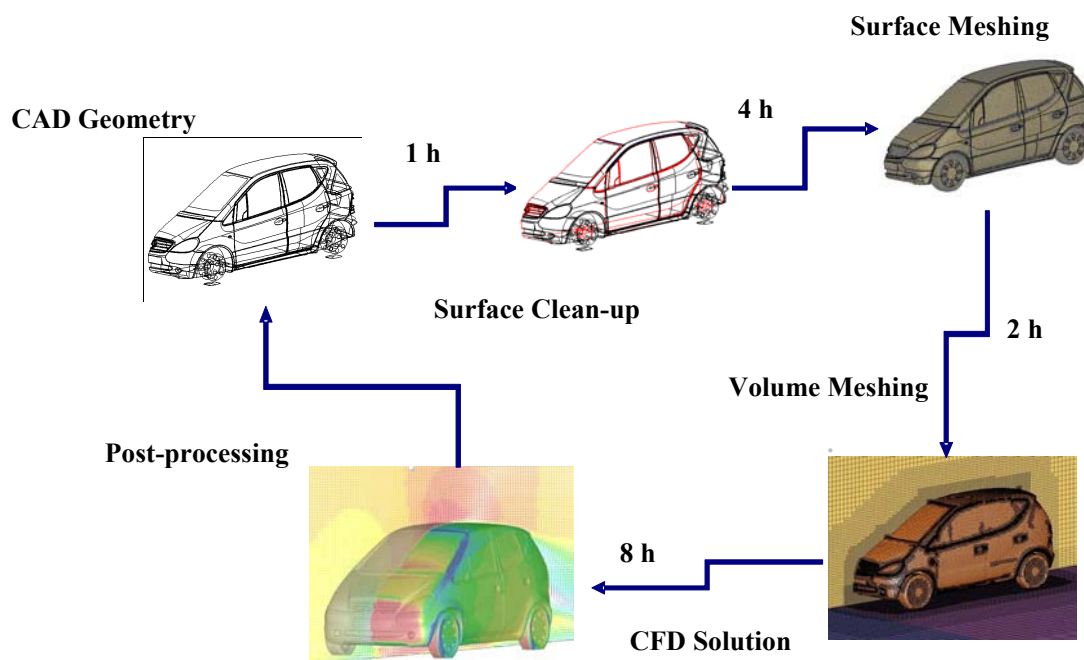 Surface Meshing
CAD Geometry
1 h
4 h
Surface Clean-up
2 h
Volume Meshing
Post-processing
8 h
CFD Solution